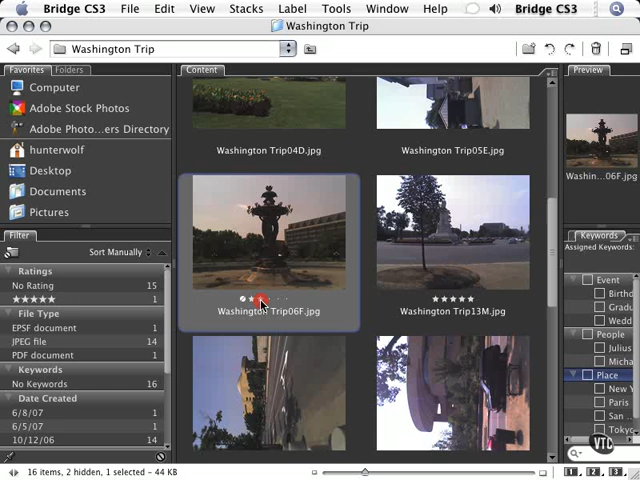 Bridge CS3 File Edit View Stacks Label Tools Window Help Bridge CS3
Washington Trip
Washington Trip
Favorites Folders
Computer
Adobe Stock Photos
Adobe Photo...ers Directory
hunterwolf
Desktop
Documents
Pictures
Filter
Sort Manually
Ratings
No Rating 15
★★★★★ 1
File Type
EPSF document 1
JPEG file 14
PDF document 1
Keywords
No Keywords 16
Date Created
6/8/07 1
6/5/07 1
10/12/06 14
Content
Washington Trip04D.jpg
Washington Trip05E.jpg
Washington Trip06F.jpg
★★★★★
Washington Trip13M.jpg
Preview
Washin...06F.jpg
Keywords
Assigned Keywords:
Event
Birthd
Gradu
Wedd
People
Julius
Micha
Place
New Y
Paris
San
Tokyo
VTC
16 items, 2 hidden, 1 selected - 44 KB
1 2 3